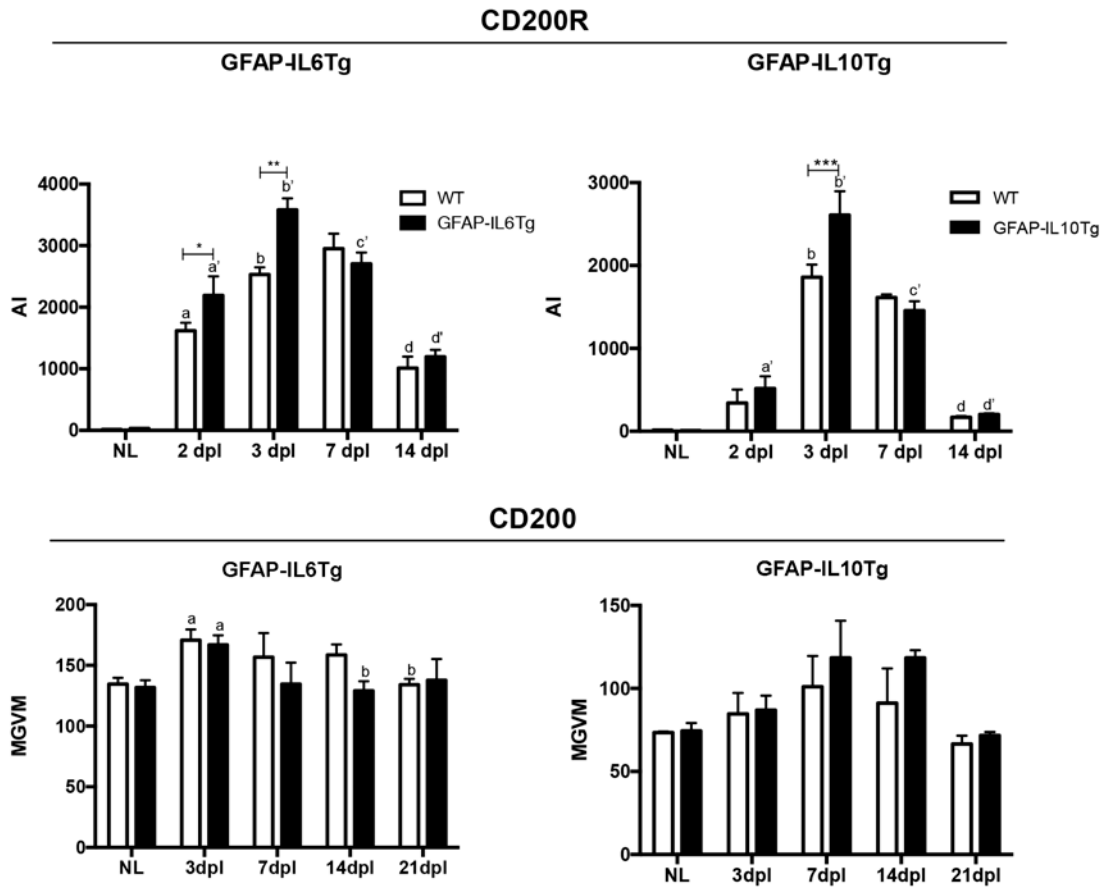 CD200R
GFAP-IL6Tg
GFAP-IL10Tg
4000
3000
2000
1000
0
AI
*
**
a
a'
b
b'
c'
d
d'
WT
GFAP-IL6Tg
NL
2 dpl
3 dpl
7 dpl
14 dpl
3000
2000
1000
0
AI
***
a'
b
b'
c'
d
d'
WT
GFAP-IL10Tg
NL
2 dpl
3 dpl
7 dpl
14 dpl
CD200
GFAP-IL6Tg
GFAP-IL10Tg
200
150
100
50
0
MGVM
a
a
b
b
NL
3dpl
7dpl
14dpl
21dpl
150
100
50
0
MGVM
NL
3dpl
7dpl
14dpl
21dpl